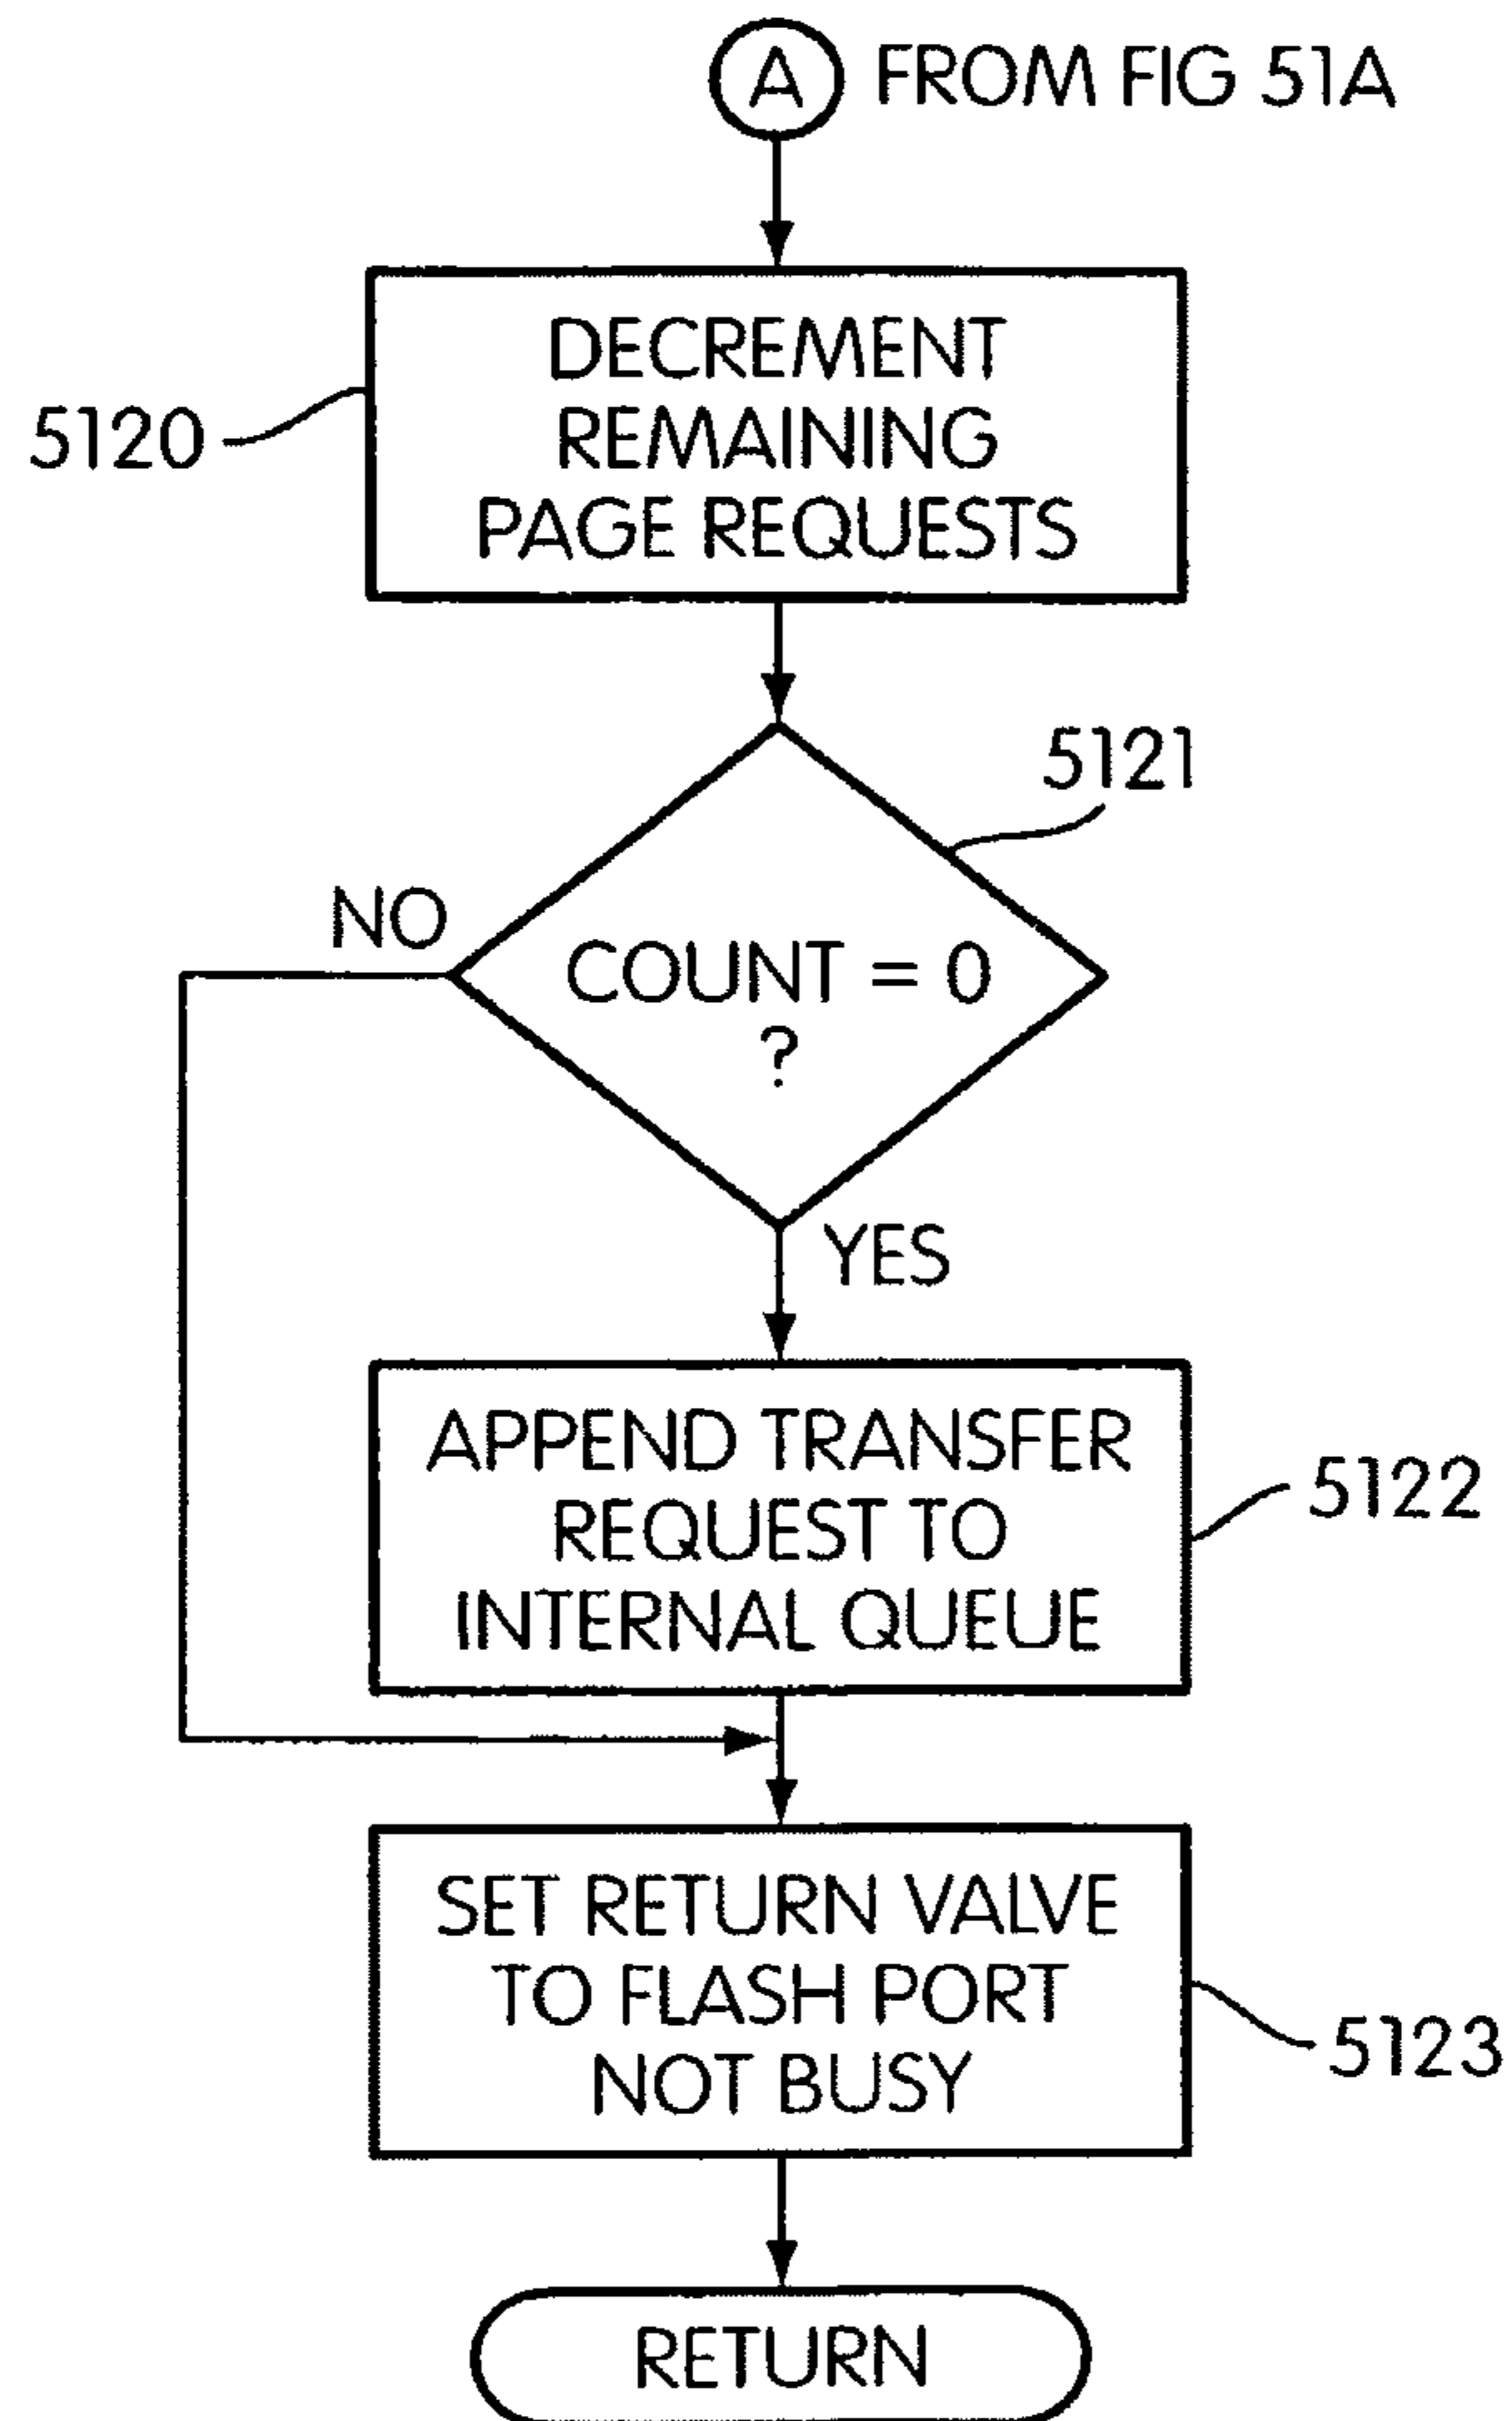 A FROM FIG 51A
DECREMENT
REMAINING
PAGE REQUESTS
5120
5121
NO
COUNT = 0
?
YES
APPEND TRANSFER
REQUEST TO
INTERNAL QUEUE
5122
SET RETURN VALVE
TO FLASH PORT
NOT BUSY
5123
RETURN